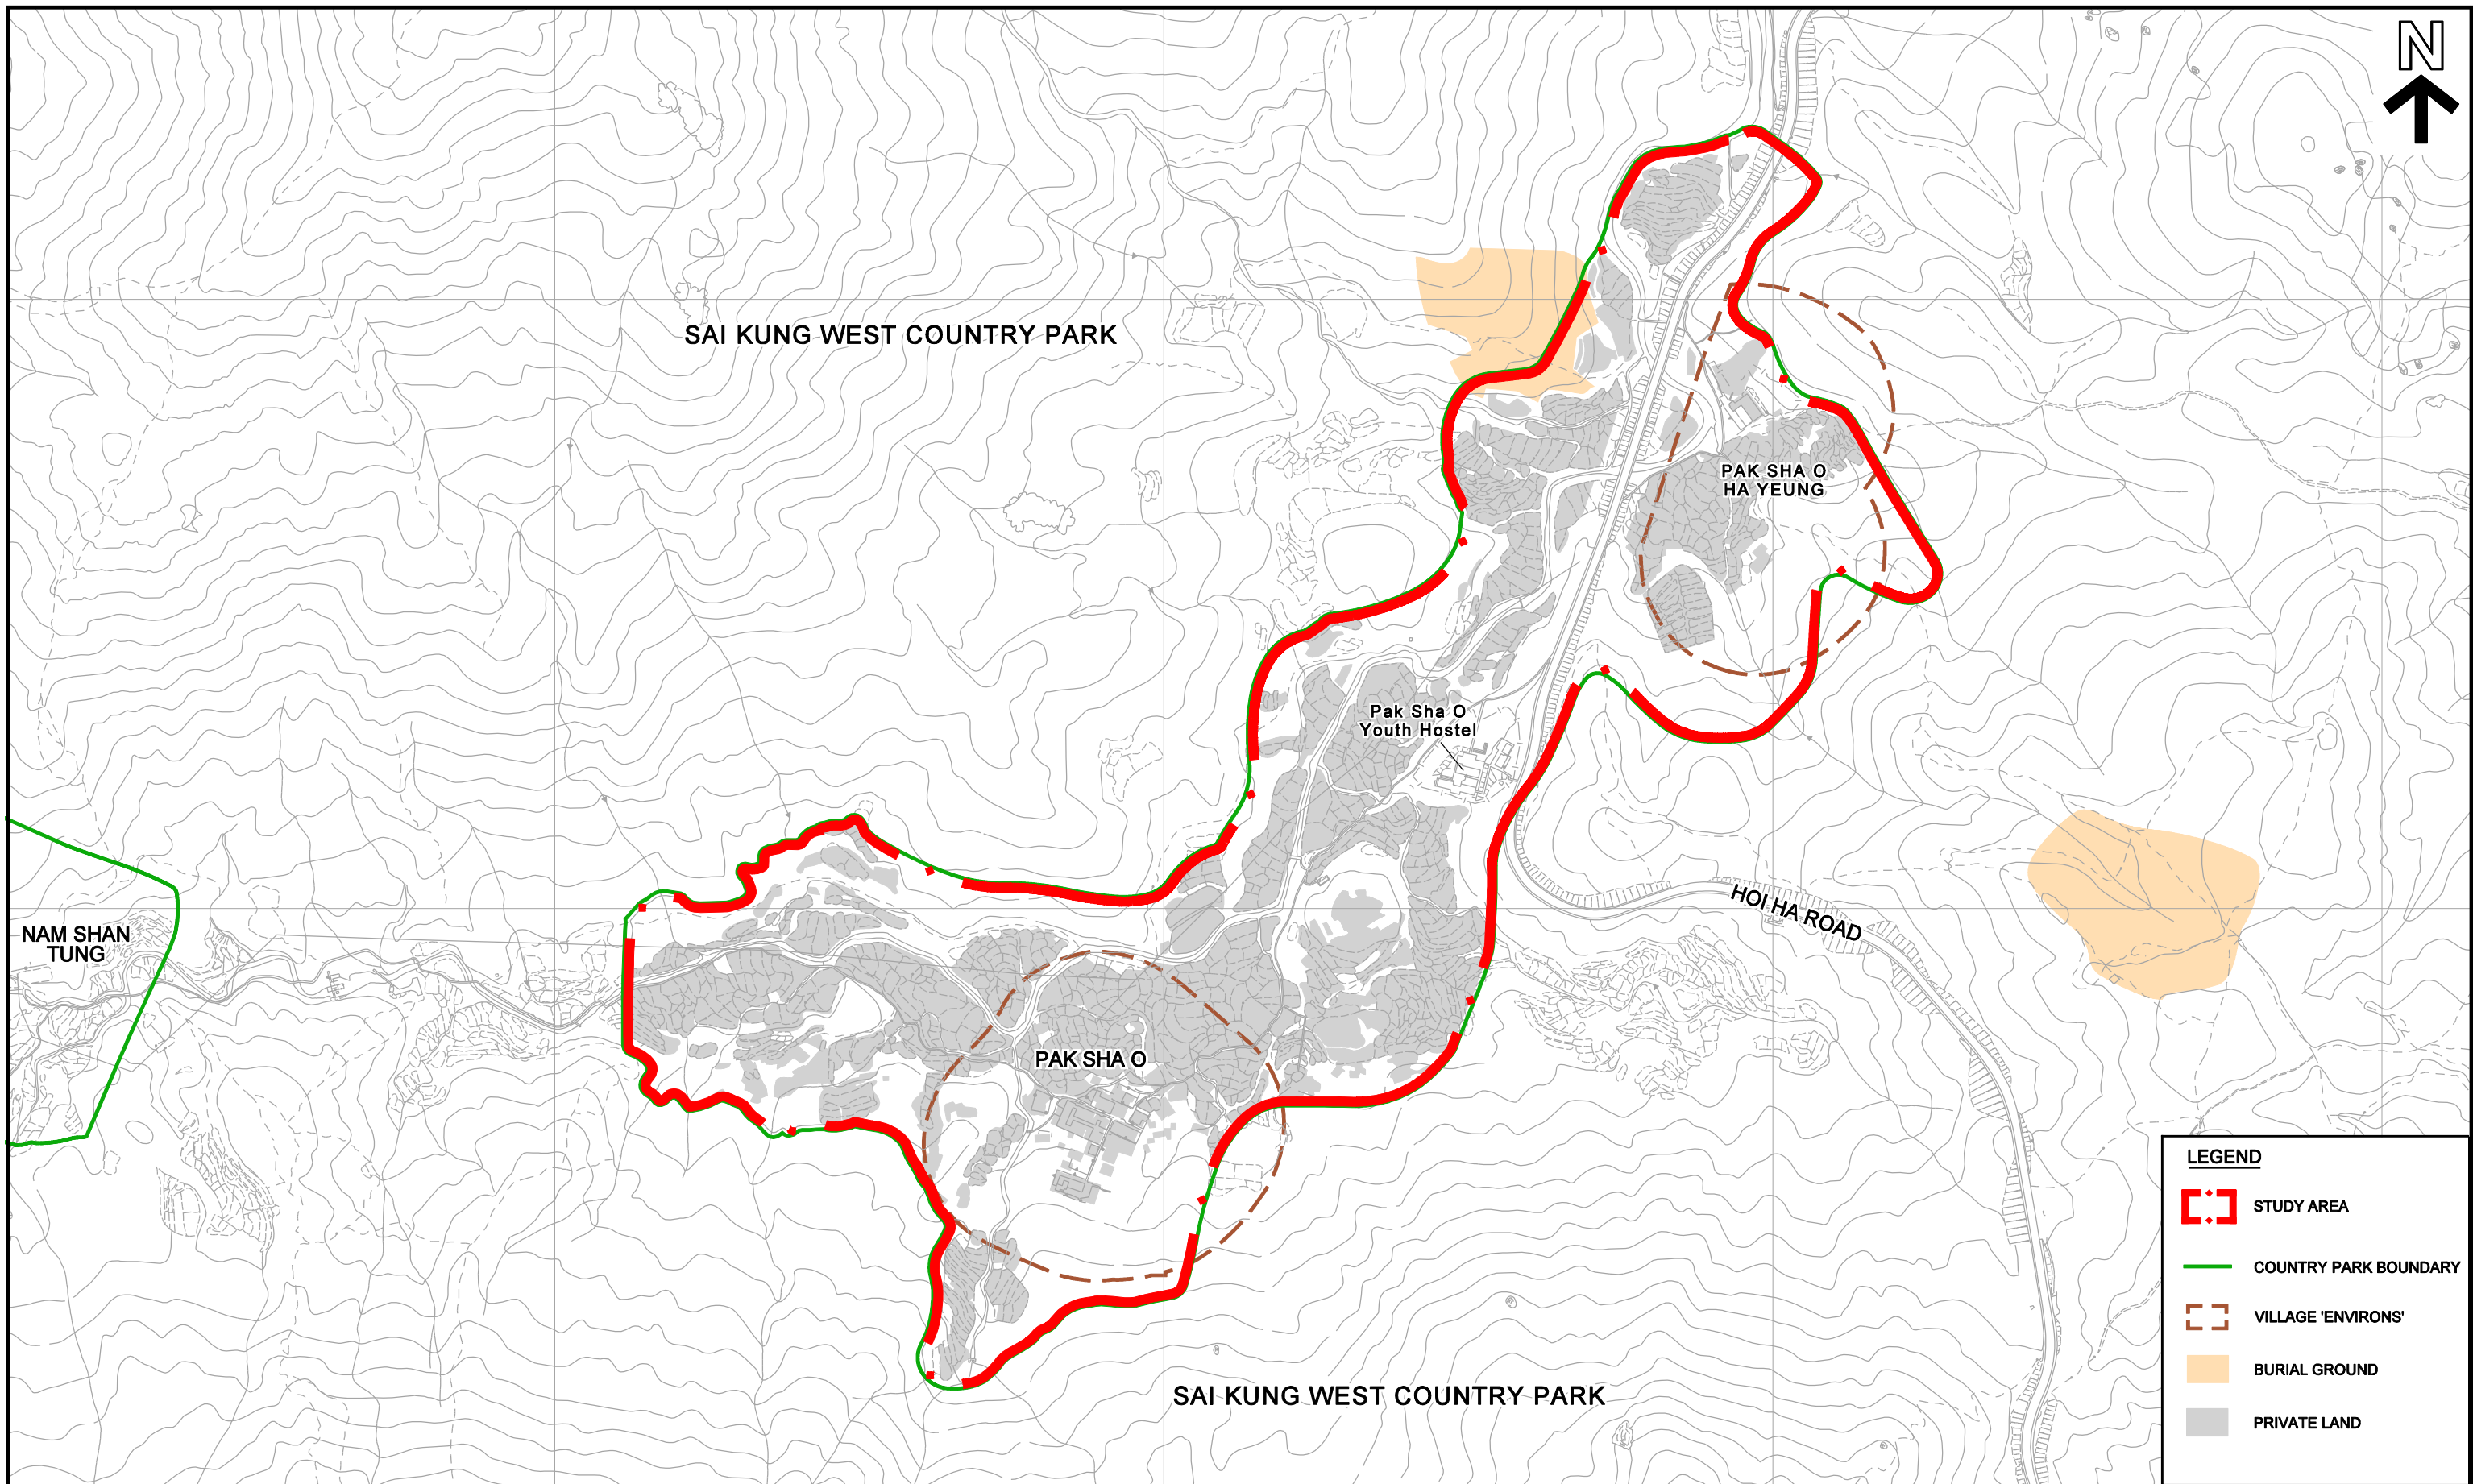 N
SAI KUNG WEST COUNTRY PARK
PAK SHA O
HA YEUNG
Pak Sha O
Youth Hostel
HOI HA ROAD
NAM SHAN
TUNG
PAK SHA O
SAI KUNG WEST COUNTRY PARK
LEGEND
STUDY AREA
COUNTRY PARK BOUNDARY
VILLAGE 'ENVIRONS'
BURIAL GROUND
PRIVATE LAND